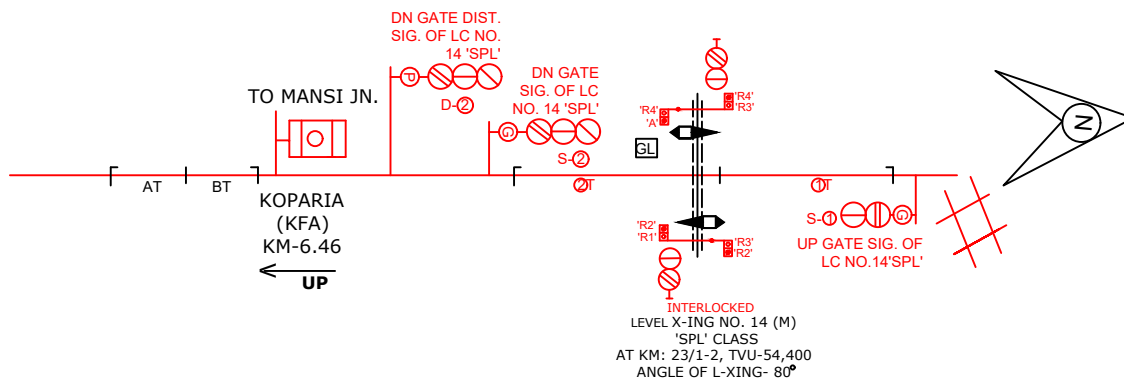 DN GATE DIST.
SIG. OF LC NO.
14 'SPL'
P
D-2
TO MANSI JN.
DN GATE
SIG. OF LC
NO. 14 'SPL'
G
S-2
2T
'R4'
'R3'
'R4'
'A'
GL
N
AT
BT
KOPARIA
(KFA)
KM-6.46
UP
1T
S-1
G
UP GATE SIG. OF
LC NO.14'SPL'
'R2'
'R1'
'R3'
'R2'
INTERLOCKED
LEVEL X-ING NO. 14 (M)
'SPL' CLASS
AT KM: 23/1-2, TVU-54,400
ANGLE OF L-XING- 80°